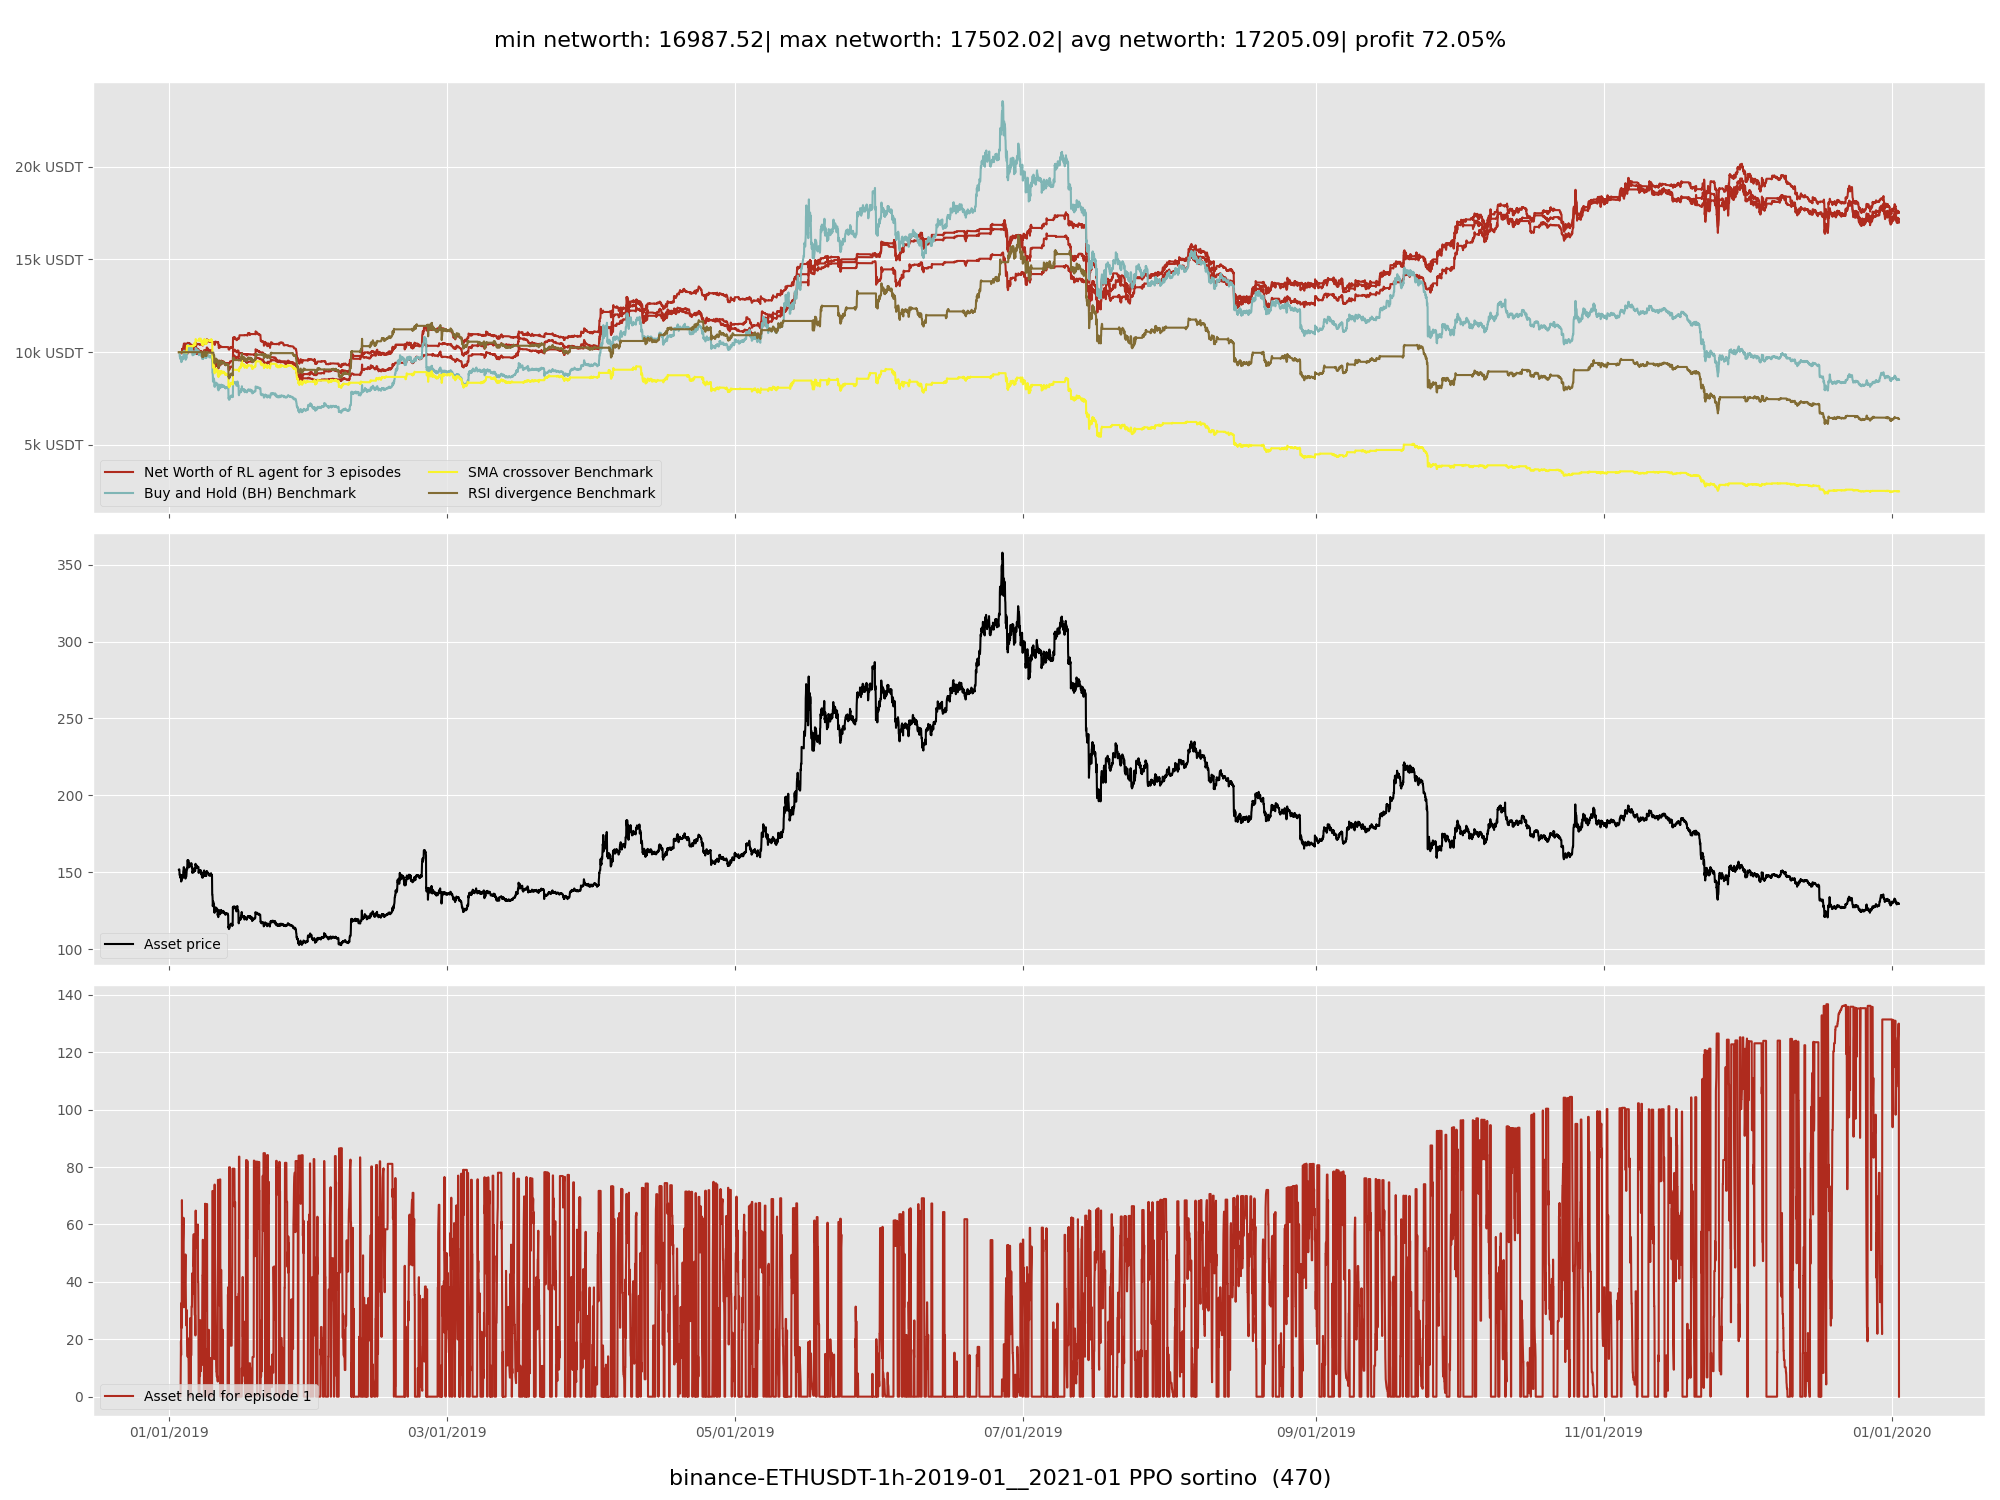 min networth: 16987.52| max networth: 17502.02| avg networth: 17205.09| profit 72.05%
20k USDT
15k USDT
10k USDT
5k USDT
Net Worth of RL agent for 3 episodes
Buy and Hold (BH) Benchmark
SMA crossover Benchmark
RSI divergence Benchmark
350
300
250
200
150
100
Asset price
140
120
100
80
60
40
20
0
Asset held for episode 1
01/01/2019 03/01/2019 05/01/2019 07/01/2019 09/01/2019 11/01/2019 01/01/2020
binance-ETHUSDT-1h-2019-01__2021-01 PPO sortino  (470)